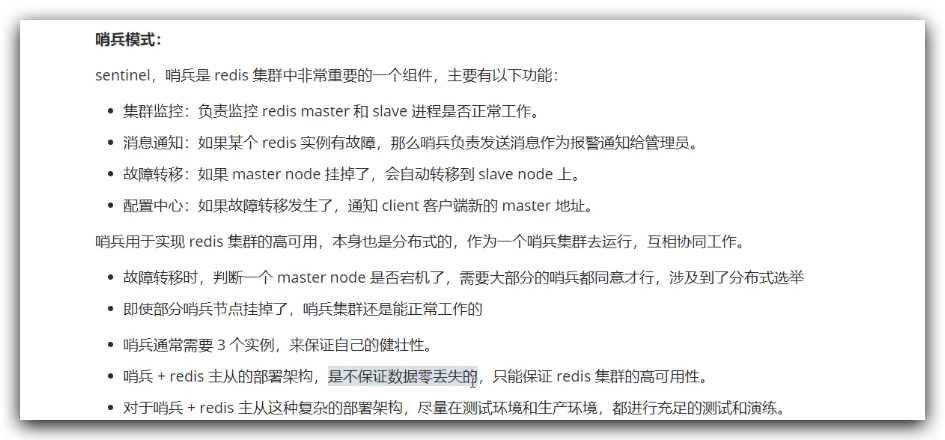 哨兵模式：
sentinel，哨兵是 redis 集群中非常重要的一个组件，主要有以下功能：
集群监控：负责监控 redis master 和 slave 进程是否正常工作。
消息通知：如果某个 redis 实例有故障，那么哨兵负责发送消息作为报警通知给管理员。
故障转移：如果 master node 挂掉了，会自动转移到 slave node 上。
配置中心：如果故障转移发生了，通知 client 客户端新的 master 地址。
哨兵用于实现 redis 集群的高可用，本身也是分布式的，作为一个哨兵集群去运行，互相协同工作。
故障转移时，判断一个 master node 是否宕机了，需要大部分的哨兵都同意才行，涉及到了分布式选举
即使部分哨兵节点挂掉了，哨兵集群还是能正常工作的
哨兵通常需要 3 个实例，来保证自己的健壮性。
哨兵 + redis 主从的部署架构，是不保证数据零丢失的，只能保证 redis 集群的高可用性。
对于哨兵 + redis 主从这种复杂的部署架构，尽量在测试环境和生产环境，都进行充足的测试和演练。